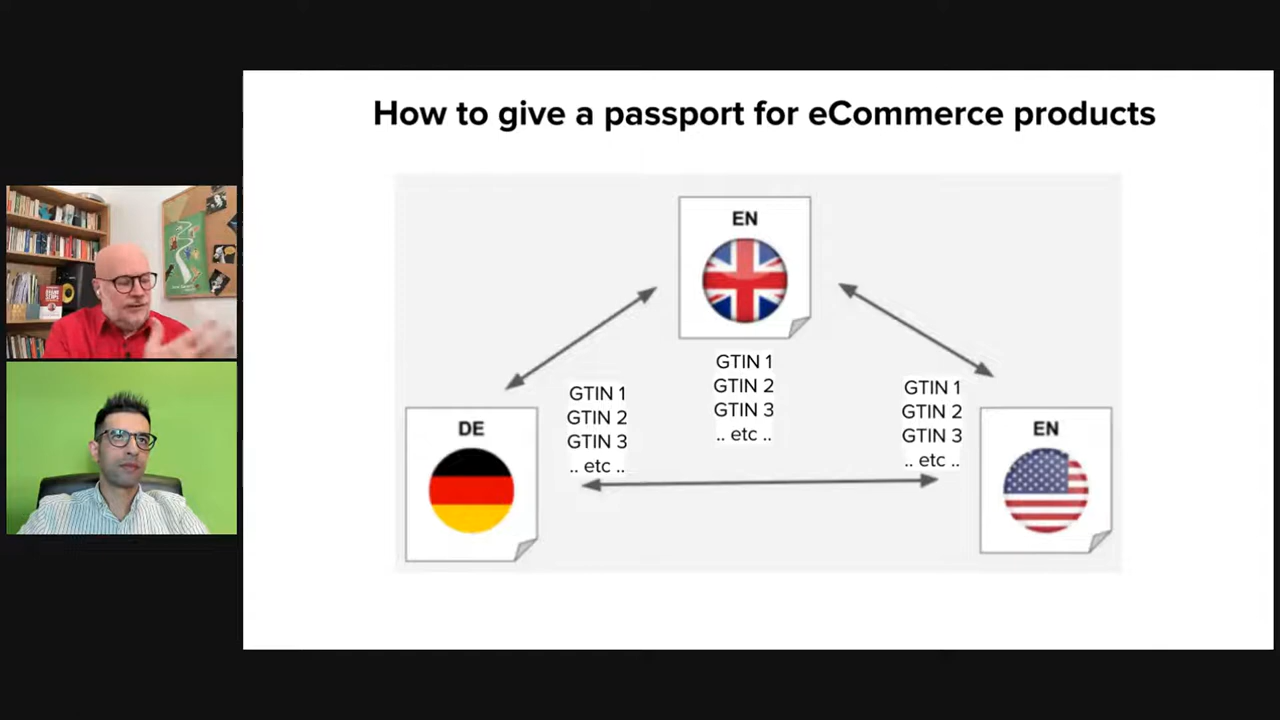 How to give a passport for eCommerce products
EN
GTIN 1
GTIN 2
GTIN 3
.. etc ..
DE
GTIN 1
GTIN 2
GTIN 3
.. etc ..
GTIN 1
GTIN 2
GTIN 3
.. etc ..
EN